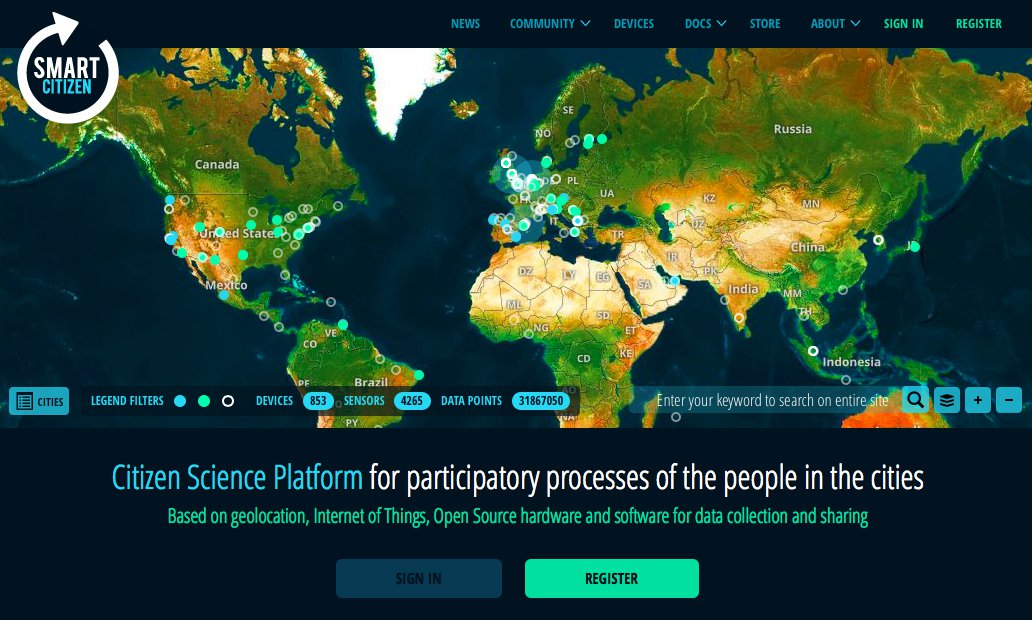 NEWS COMMUNITY DEVICES DOCS STORE ABOUT SIGN IN REGISTER
SMART
CITIZEN
SE
NO
Russia
Canada
DE PL
UA
KZ
MN
FR
IT
UZ
United States
TR
China
IR
DZ LY EG
SA
PK
Mexico
India
MM
ML
SD
TH
NG
ET
VE
CO
CD
KE
Indonesia
PE
Brazil
AO
NA
PY
CITIES
LEGEND FILTERS
DEVICES 853 SENSORS 4265 DATA POINTS 31867050
Enter your keyword to search on entire site
+ −
Citizen Science Platform for participatory processes of the people in the cities
Based on geolocation, Internet of Things, Open Source hardware and software for data collection and sharing
SIGN IN
REGISTER